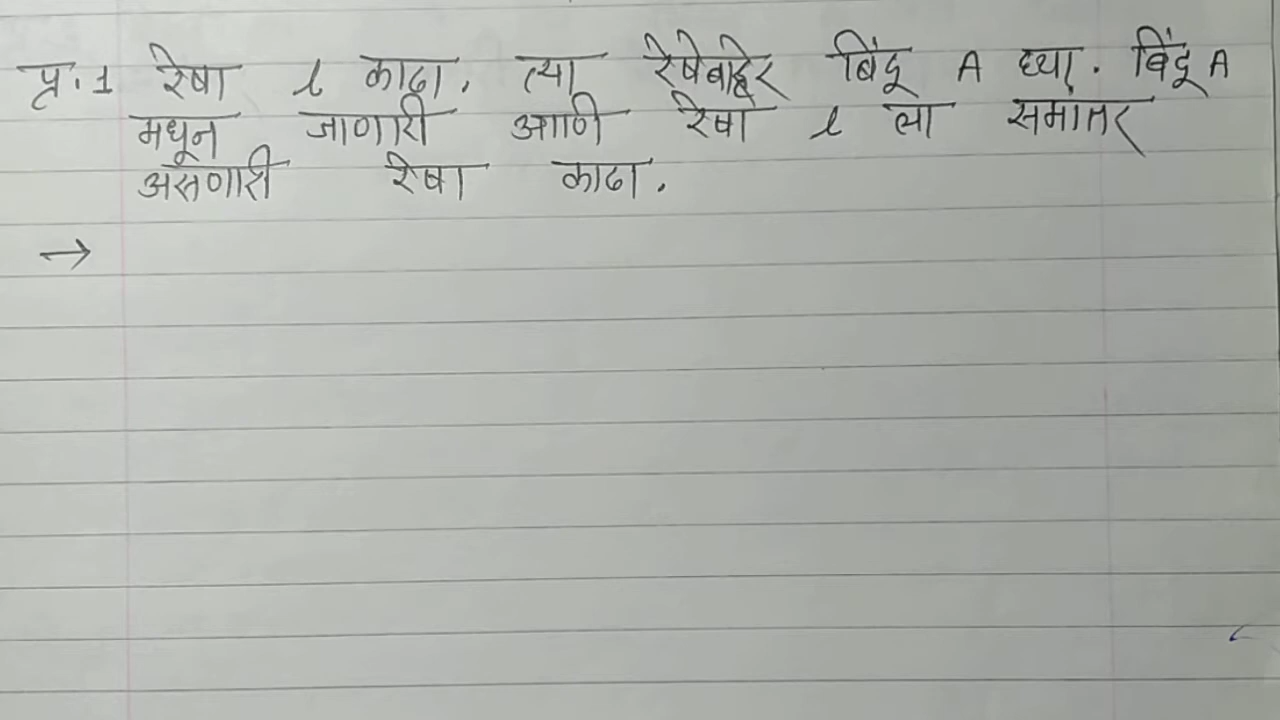 प्र.1 रेषा l काढा. त्या रेषेबाहेर बिंदू A घ्या. बिंदू A
मधून जाणारी आणि रेषा l ला समांतर
असणारी रेषा काढा.
→